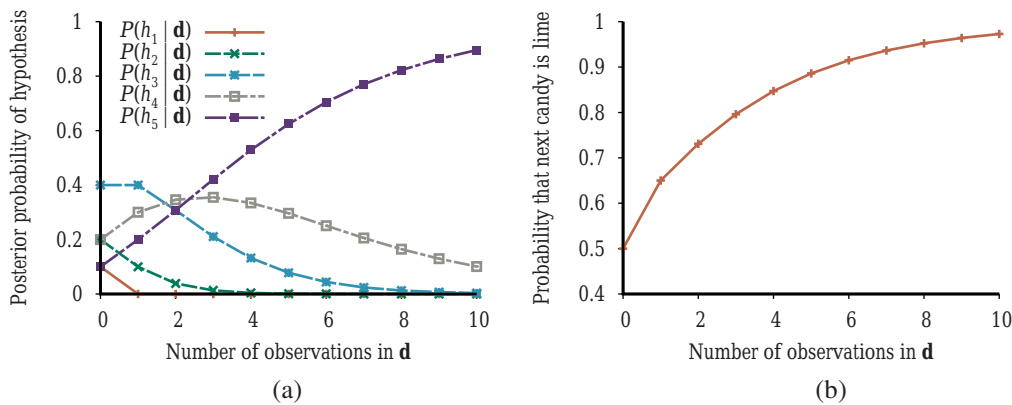 Posterior probability of hypothesis
1
0.8
0.6
0.4
0.2
0
P(h1 | d)
P(h2 | d)
P(h3 | d)
P(h4 | d)
P(h5 | d)
0 2 4 6 8 10
Number of observations in d
(a)
Probability that next candy is lime
1
0.9
0.8
0.7
0.6
0.5
0.4
0 2 4 6 8 10
Number of observations in d
(b)